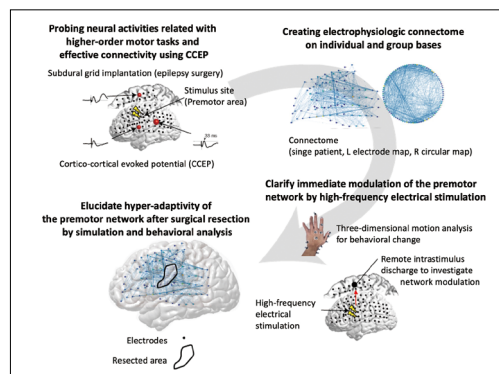 Probing neural activities related with
higher-order motor tasks and
effective connectivity using CCEP
Subdural grid implantation (epilepsy surgery)
Stimulus site
(Premotor area)
35 ms
Cortico-cortical evoked potential (CCEP)
Creating electrophysiologic connectome
on individual and group bases
Connectome
(singe patient, L electrode map, R circular map)
Elucidate hyper-adaptivity of
the premotor network after surgical resection
by simulation and behavioral analysis
Electrodes
Resected area
Clarify immediate modulation of the premotor
network by high-frequency electrical stimulation
Three-dimensional motion analysis
for behavioral change
Remote intrastimulus
discharge to investigate
network modulation
High-frequency
electrical
stimulation